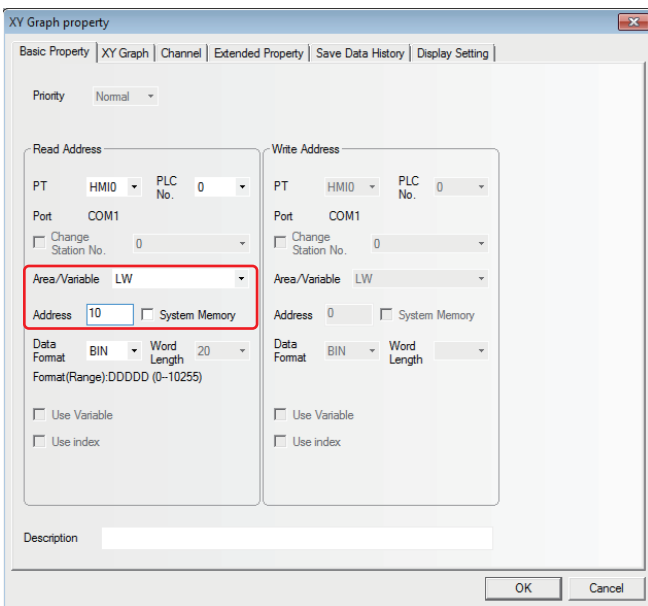 XY Graph property
Basic Property XY Graph Channel Extended Property Save Data History Display Setting
Priority Normal
Read Address
PT HMI0 PLC No. 0
Port COM1
Change Station No. 0
Area/Variable LW
Address 10 System Memory
Data Format BIN Word Length 20
Format(Range):DDDDD (0--10255)
Use Variable
Use index
Write Address
PT HMI0 PLC No. 0
Port COM1
Change Station No. 0
Area/Variable LW
Address 0 System Memory
Data Format BIN Word Length
Use Variable
Use index
Description
OK Cancel